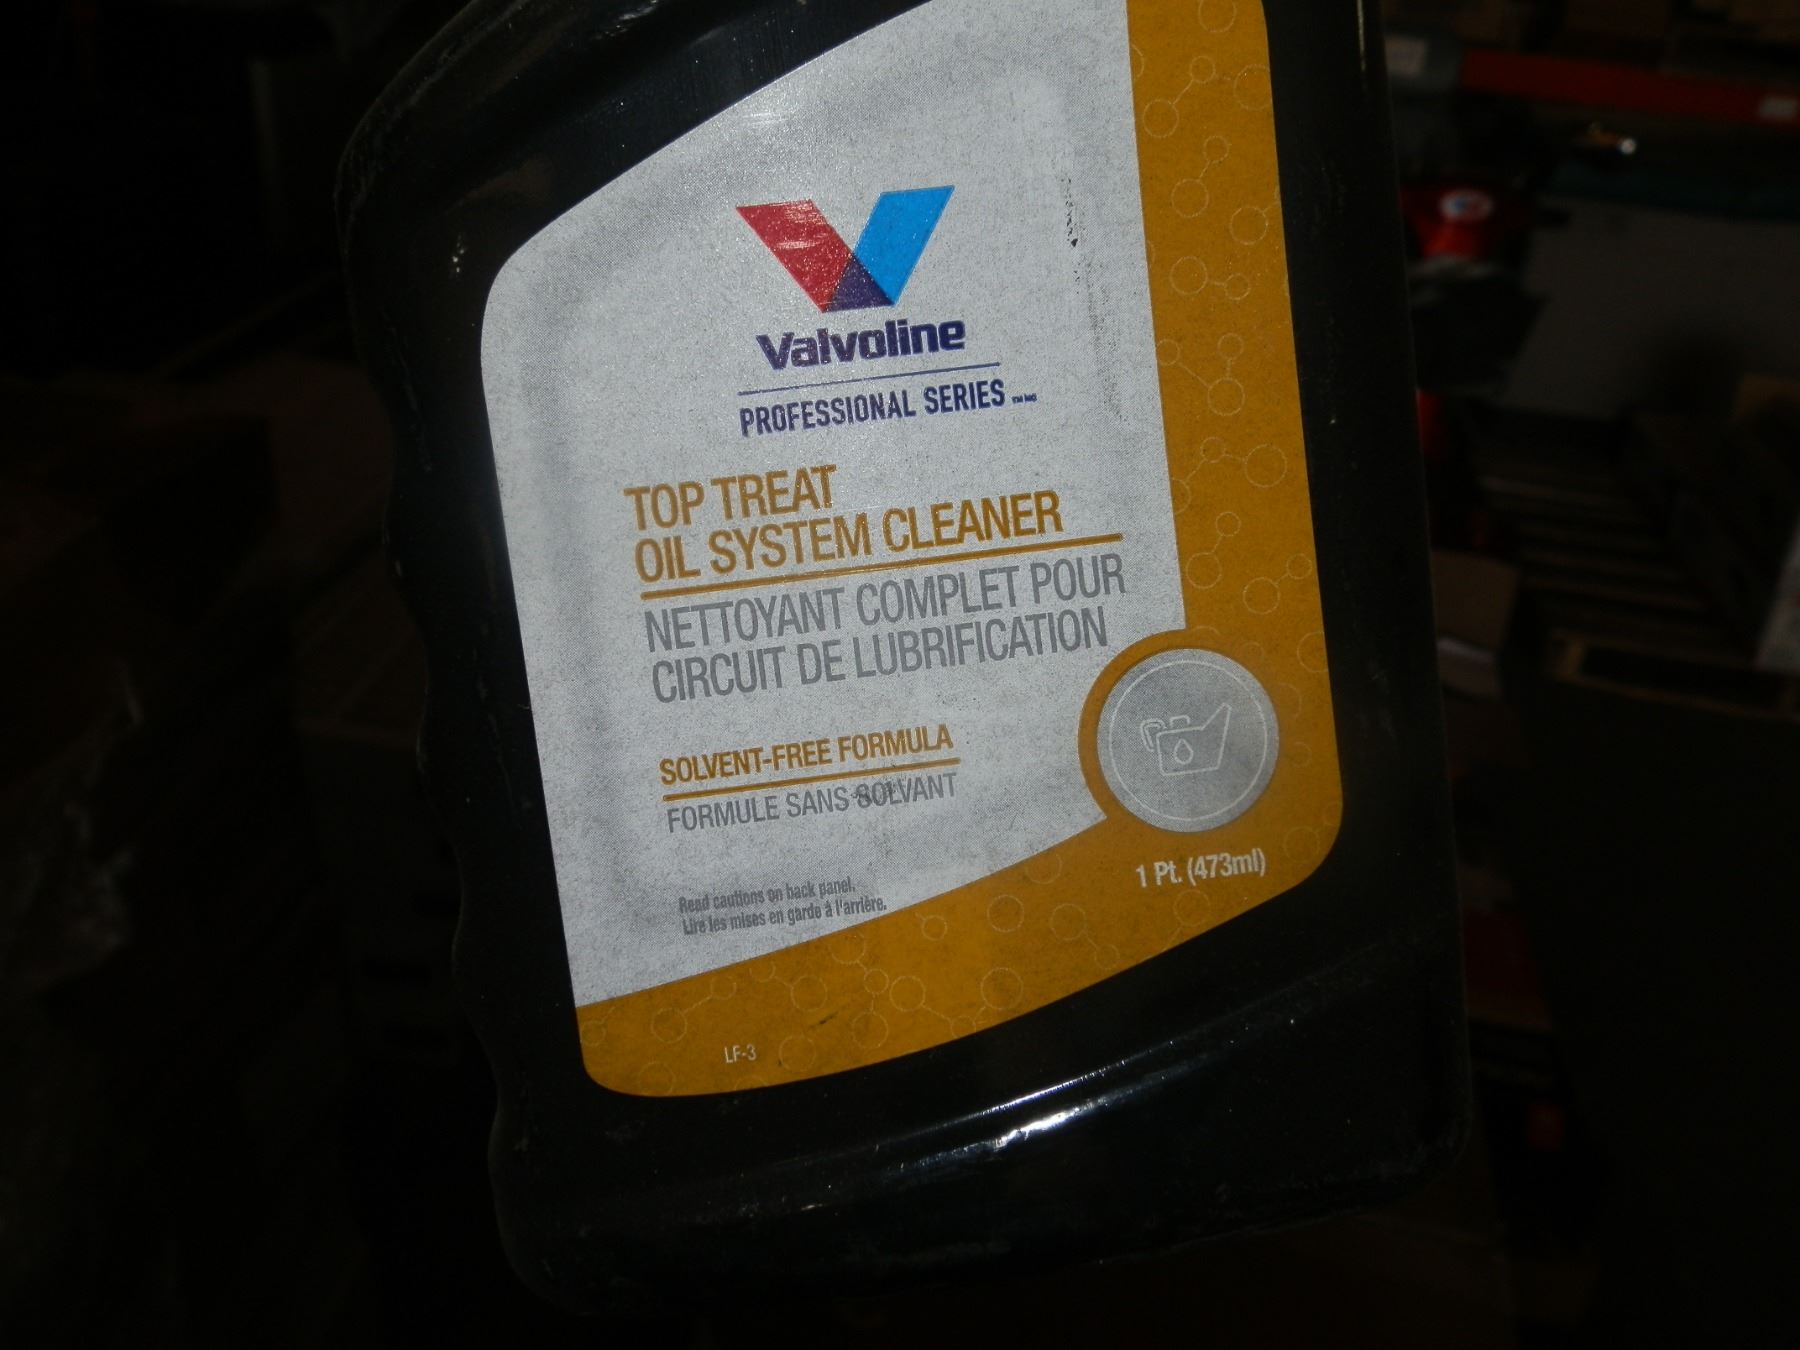 Valvoline
PROFESSIONAL SERIES
TOP TREAT
OIL SYSTEM CLEANER
NETTOYANT COMPLET POUR
CIRCUIT DE LUBRIFICATION
SOLVENT-FREE FORMULA
FORMULE SANS SOLVANT
1 Pt. (473ml)
Read cautions on back panel.
Lire les mises en garde à l'arrière.
LF-3